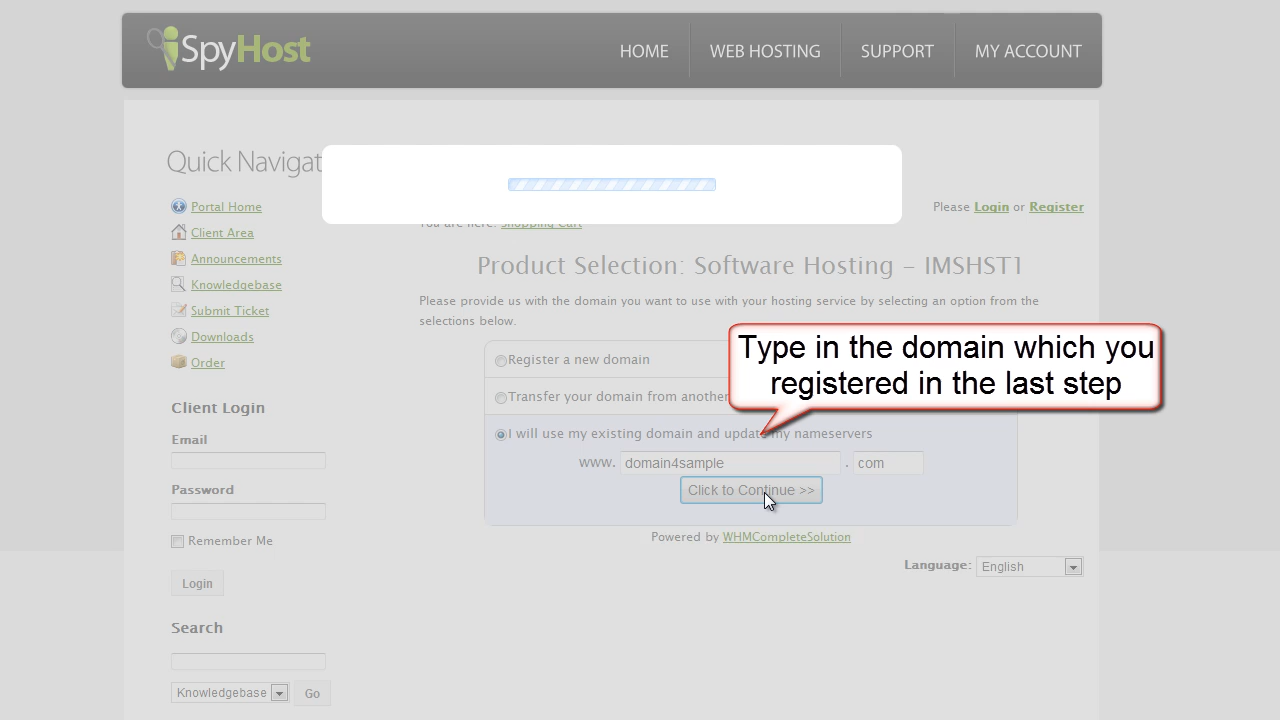 SpyHost
HOME
WEB HOSTING
SUPPORT
MY ACCOUNT
Quick Navigat
Portal Home
Client Area
Announcements
Knowledgebase
Submit Ticket
Downloads
Order
Client Login
Email
Password
Remember Me
Login
Search
Knowledgebase
Go
Please Login or Register
You are here: Shopping Cart
Product Selection: Software Hosting – IMSHST1
Please provide us with the domain you want to use with your hosting service by selecting an option from the
selections below.
Register a new domain
Transfer your domain from another
Type in the domain which you
registered in the last step
I will use my existing domain and update my nameservers
www. domain4sample . com
Click to Continue >>
Powered by WHMCompleteSolution
Language: English